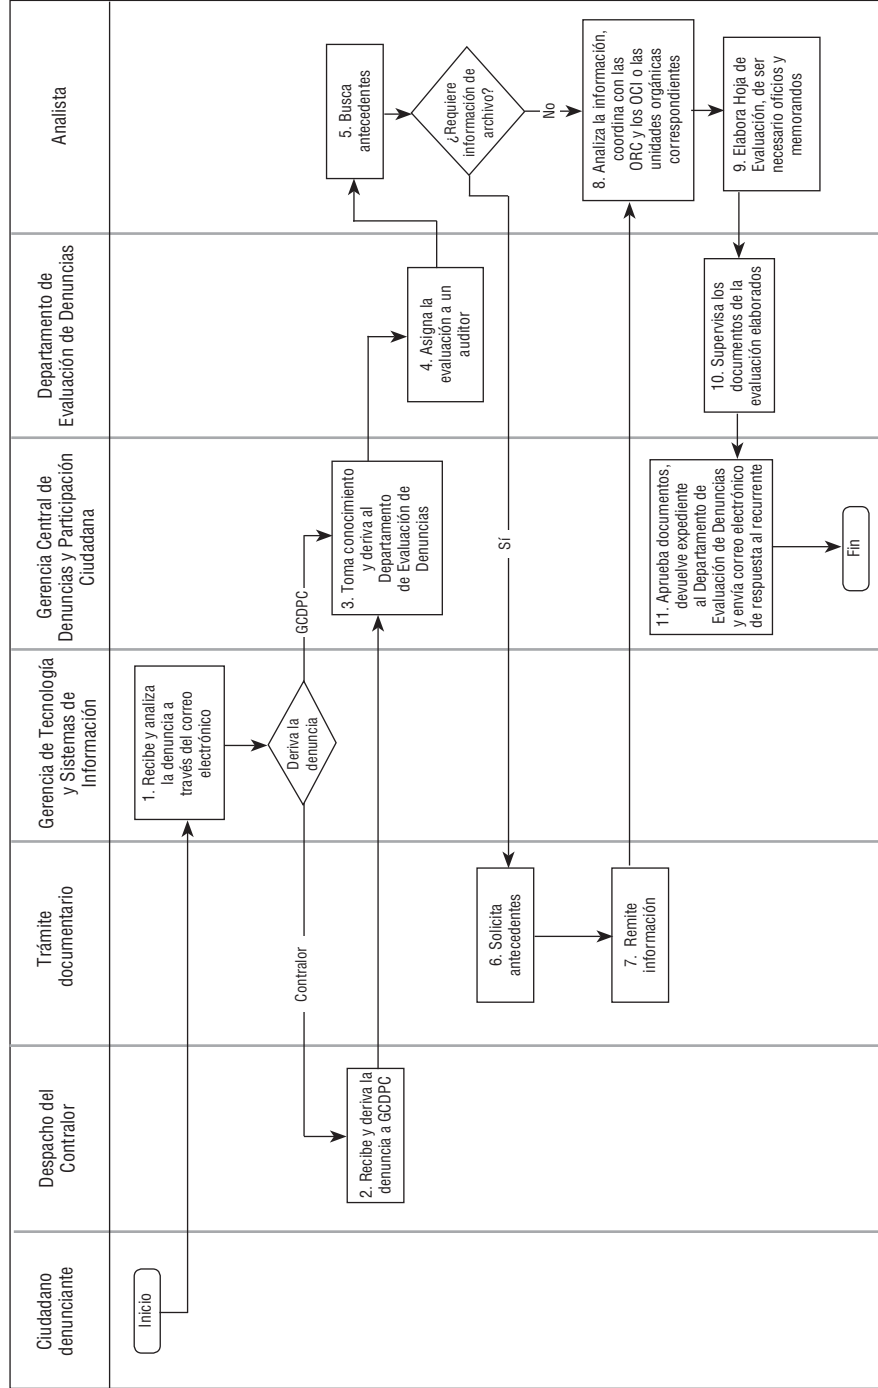 Ciudadano
denunciante
Despacho del
Contralor
Trámite
documentario
Gerencia de Tecnología
y Sistemas de
Información
Gerencia Central de
Denuncias y Participación
Ciudadana
Departamento de
Evaluación de Denuncias
Analista
Inicio
1. Recibe y analiza
la denuncia a
través del correo
electrónico
Deriva la
denuncia
Contralor
GCDPC
2. Recibe y deriva la
denuncia a GCDPC
3. Toma conocimiento
y deriva al
Departamento
de Evaluación de
Denuncias
4. Asigna la
evaluación a un
auditor
5. Busca
antecedentes
¿Requiere
información de
archivo?
Sí
No
6. Solicita
antecedentes
7. Remite
información
8. Analiza la información,
coordina con las
ORC y los OCI o las
unidades orgánicas
correspondientes
9. Elabora Hoja de
Evaluación, de ser
necesario oficios y
memorandos
10. Supervisa los
documentos de la
evaluación elaborados
11. Aprueba documentos,
devuelve expediente
al Departamento de
Evaluación de Denuncias
y envía correo electrónico
de respuesta al recurrente
Fin